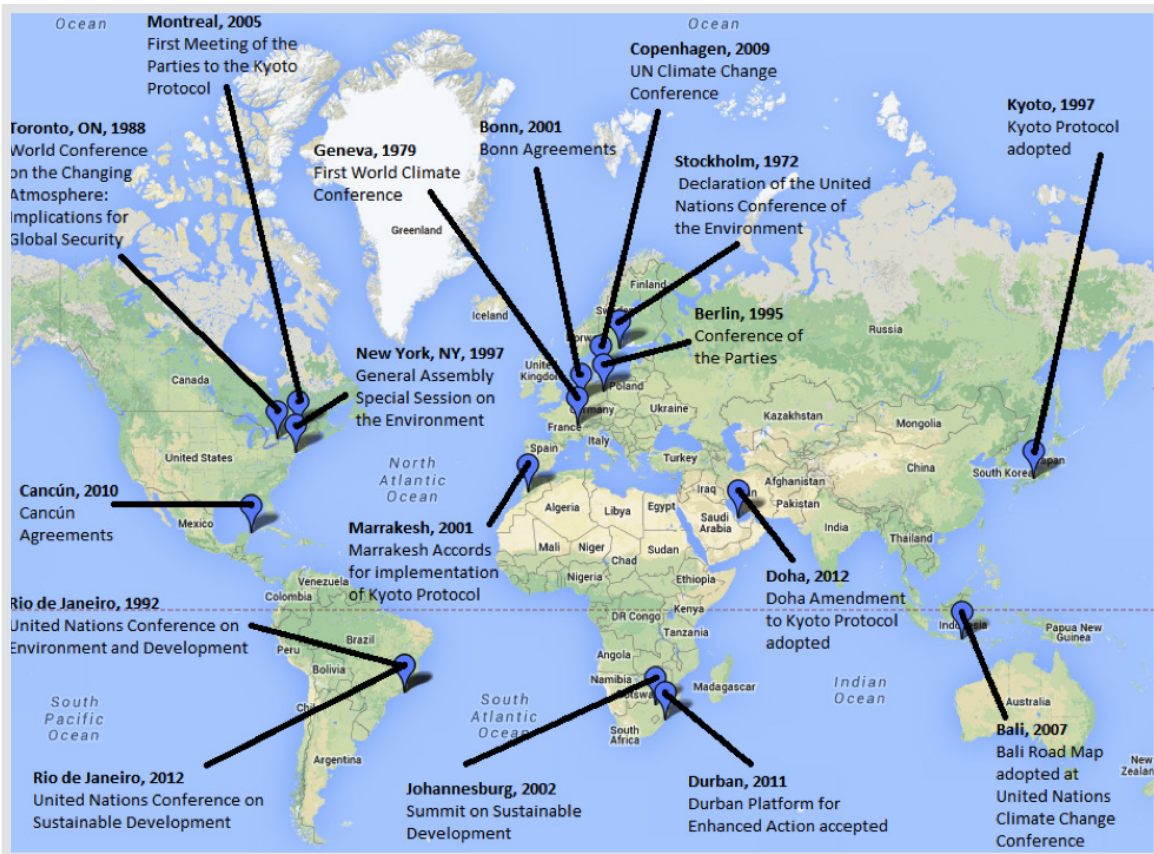 Ocean
Montreal, 2005
First Meeting of the
Parties to the Kyoto
Protocol
Ocean
Copenhagen, 2009
UN Climate Change
Conference
Kyoto, 1997
Kyoto Protocol
adopted
Toronto, ON, 1988
World Conference
on the Changing
Atmosphere:
Implications for
Global Security
Geneva, 1979
First World Climate
Conference
Bonn, 2001
Bonn Agreements
Stockholm, 1972
Declaration of the United
Nations Conference of
the Environment
Greenland
Finland
Iceland
Russia
Berlin, 1995
Conference of
the Parties
New York, NY, 1997
General Assembly
Special Session on
the Environment
Canada
United
Kingdom
Poland
Germany
Ukraine
Kazakhstan
Mongolia
France
Italy
Spain
Turkey
United States
North
Atlantic
Ocean
China
South Korea
Japan
Afghanistan
Iraq
Pakistan
Cancún, 2010
Cancún
Agreements
Mexico
Algeria
Libya
Egypt
Saudi
Arabia
India
Thailand
Marrakesh, 2001
Marrakesh Accords
for implementation
of Kyoto Protocol
Mali
Niger
Chad
Sudan
Nigeria
Ethiopia
Doha, 2012
Doha Amendment
to Kyoto Protocol
adopted
Venezuela
Colombia
Rio de Janeiro, 1992
United Nations Conference on
Environment and Development
DR Congo
Kenya
Tanzania
Indonesia
Papua New
Guinea
Brazil
Peru
Bolivia
Angola
Namibia
Botswana
Madagascar
Indian
Ocean
Australia
South
Pacific
Ocean
South
Atlantic
Ocean
South
Africa
Argentina
Rio de Janeiro, 2012
United Nations Conference on
Sustainable Development
Johannesburg, 2002
Summit on Sustainable
Development
Durban, 2011
Durban Platform for
Enhanced Action accepted
Bali, 2007
Bali Road Map
adopted at
United Nations
Climate Change
Conference
New